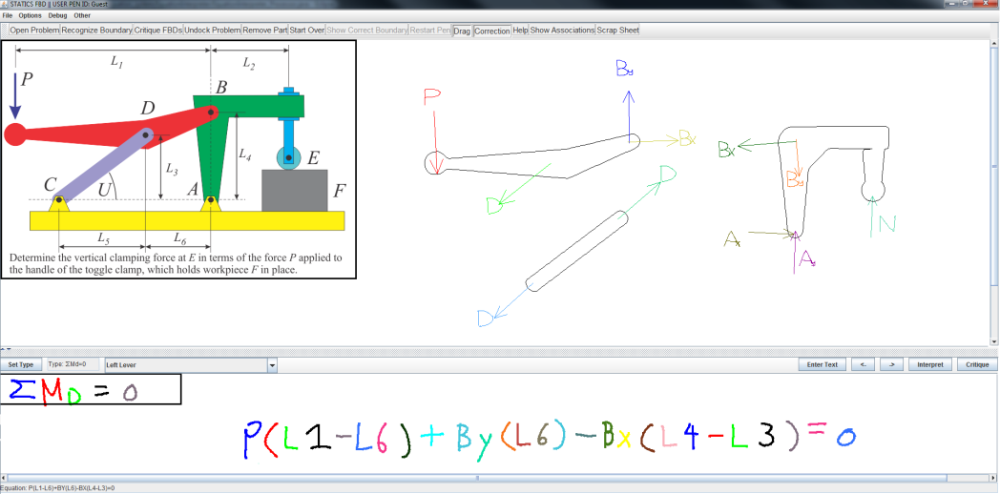 STATICS FBD || USER PEN ID: Guest
File Options Debug Other
Open Problem Recognize Boundary Critique FBDs Undock Problem Remove Part Start Over Show Correct Boundary Restart Pen Drag Correction Help Show Associations Scrap Sheet
L1 L2
P
B
D
E
L4
L3
C U A F
L5 L6
Determine the vertical clamping force at E in terms of the force P applied to
the handle of the toggle clamp, which holds workpiece F in place.
By
P
Bx
Bx
D
By
D
N
Ax
Ay
D
Set Type Type: ΣMd=0 Left Lever Enter Text <- -> Interpret Critique
ΣMD = 0
P(L1-L6)+By(L6)-Bx(L4-L3)=0
Equation: P(L1-L6)+BY(L6)-BX(L4-L3)=0